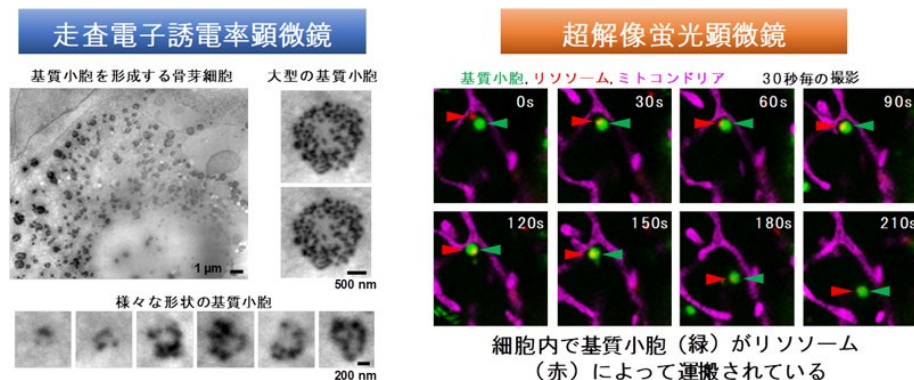 走査電子誘電率顕微鏡
基質小胞を形成する骨芽細胞
大型の基質小胞
1 μm
500 nm
様々な形状の基質小胞
200 nm
超解像蛍光顕微鏡
基質小胞, リソソーム, ミトコンドリア
30秒毎の撮影
0s
30s
60s
90s
120s
150s
180s
210s
細胞内で基質小胞（緑）がリソソーム
（赤）によって運搬されている